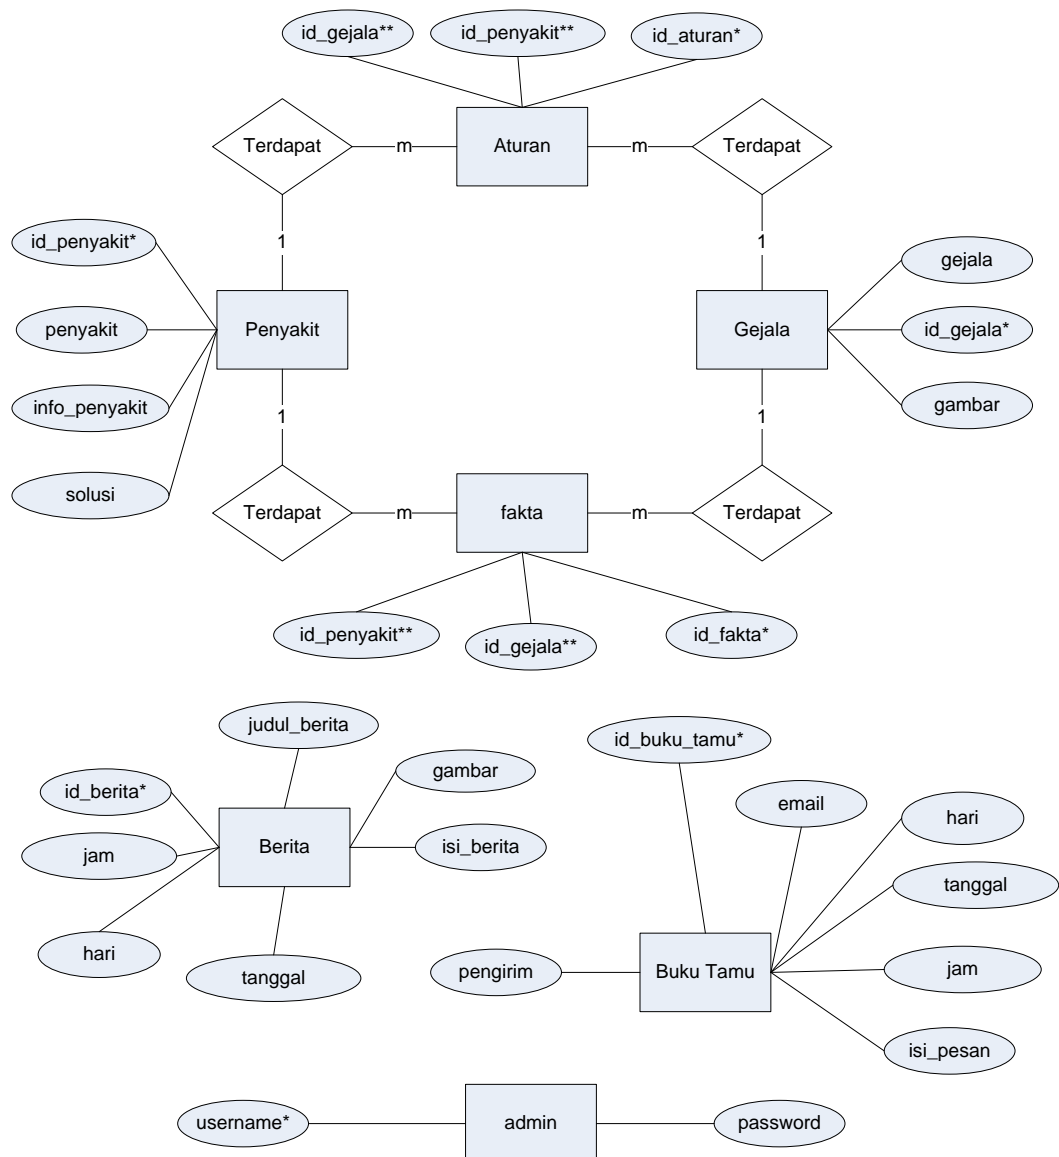 id_gejala**
id_penyakit**
id_aturan*
Terdapat
m
Aturan
m
Terdapat
1
1
id_penyakit*
penyakit
info_penyakit
solusi
Penyakit
Gejala
gejala
id_gejala*
gambar
1
1
Terdapat
m
fakta
m
Terdapat
id_penyakit**
id_gejala**
id_fakta*
judul_berita
id_berita*
gambar
jam
Berita
isi_berita
hari
tanggal
id_buku_tamu*
email
hari
tanggal
pengirim
Buku Tamu
jam
isi_pesan
username*
admin
password